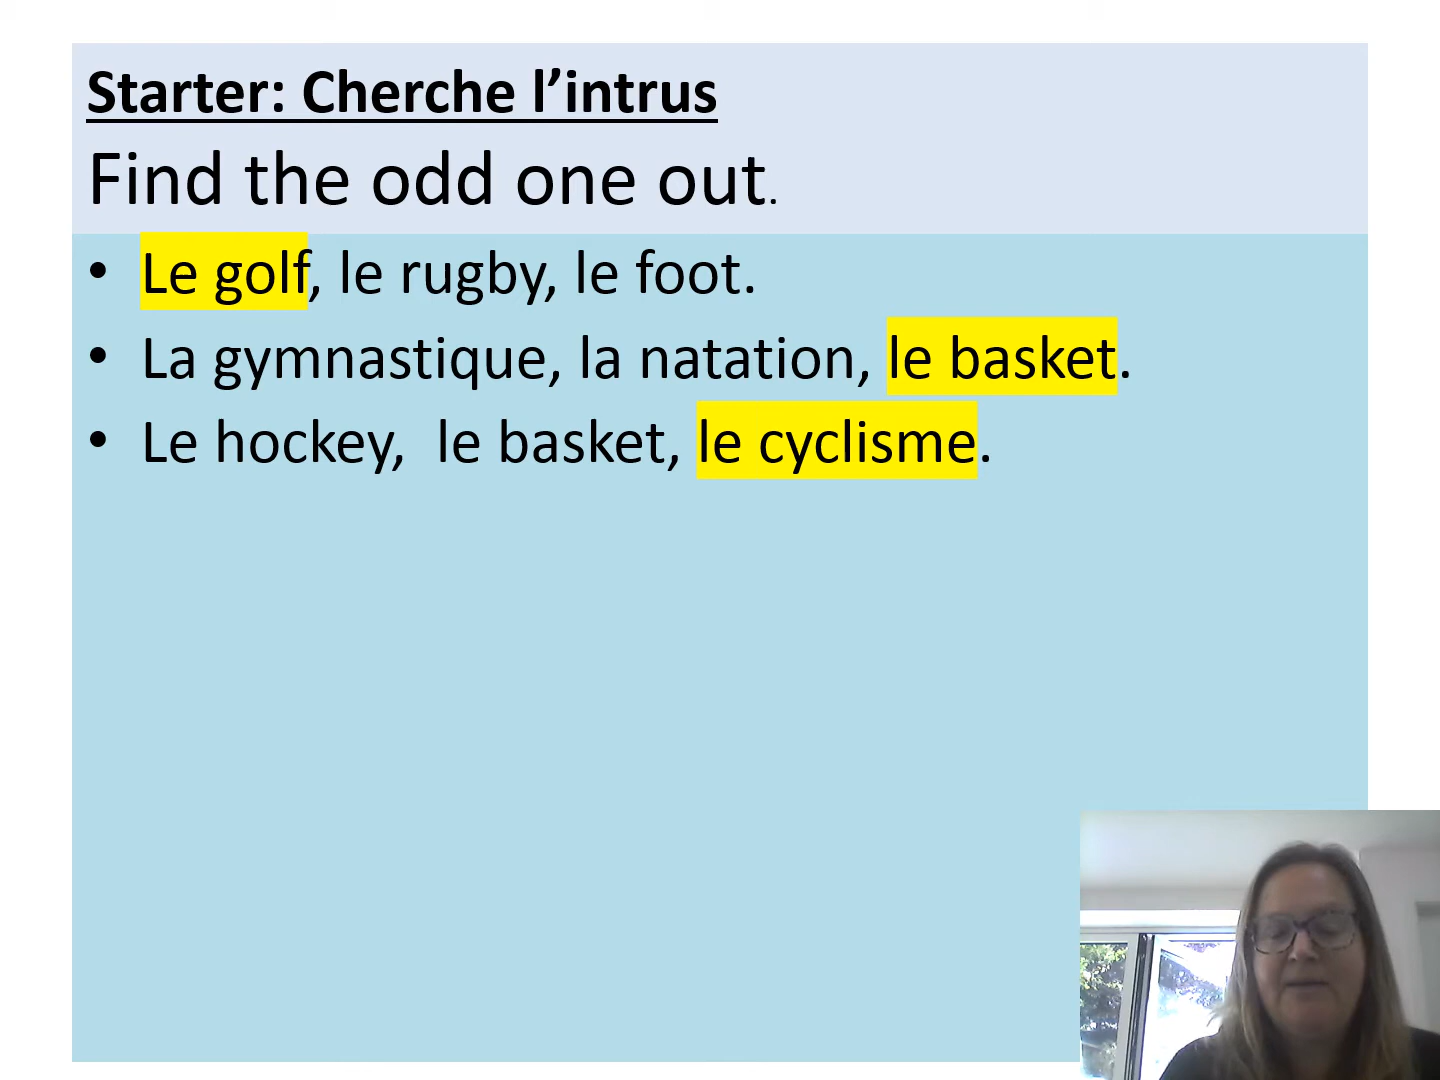 Starter: Cherche l’intrus
Find the odd one out.
• Le golf, le rugby, le foot.
• La gymnastique, la natation, le basket.
• Le hockey,  le basket, le cyclisme.